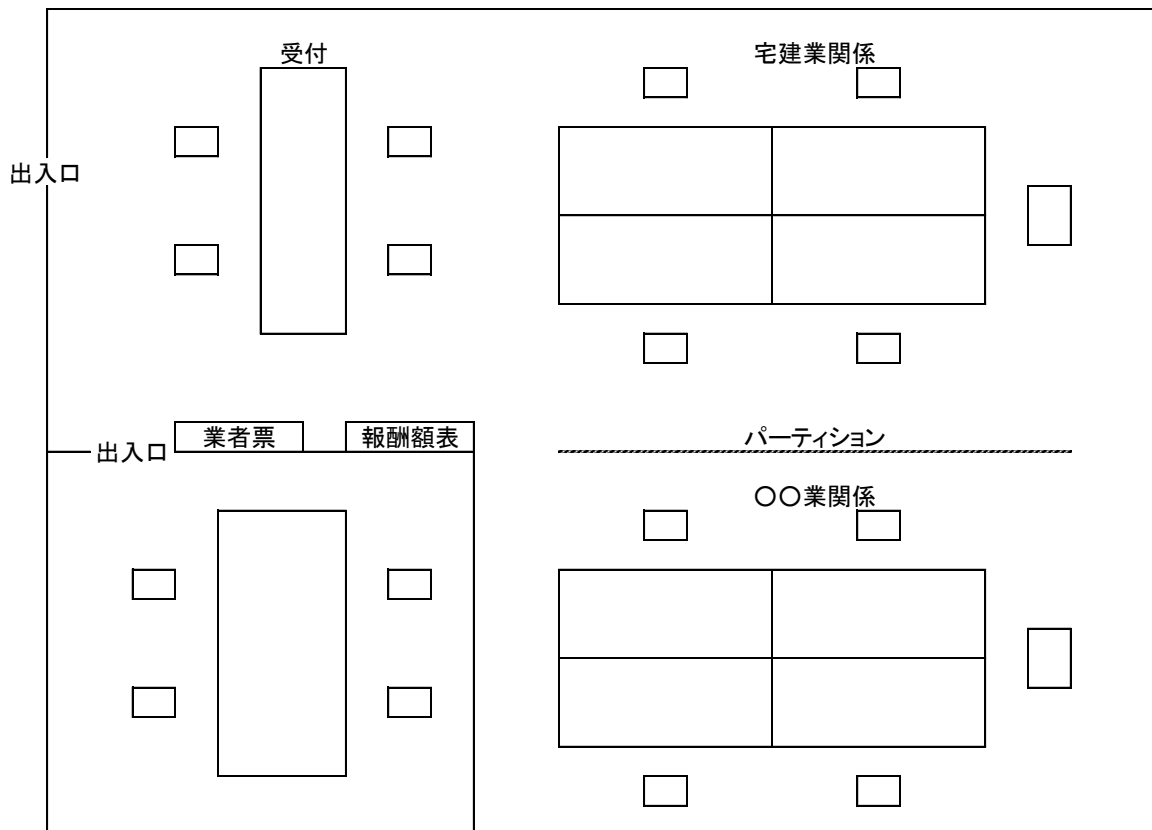 受付
宅建業関係
出入口
出入口
業者票
報酬額表
パーティション
〇〇業関係